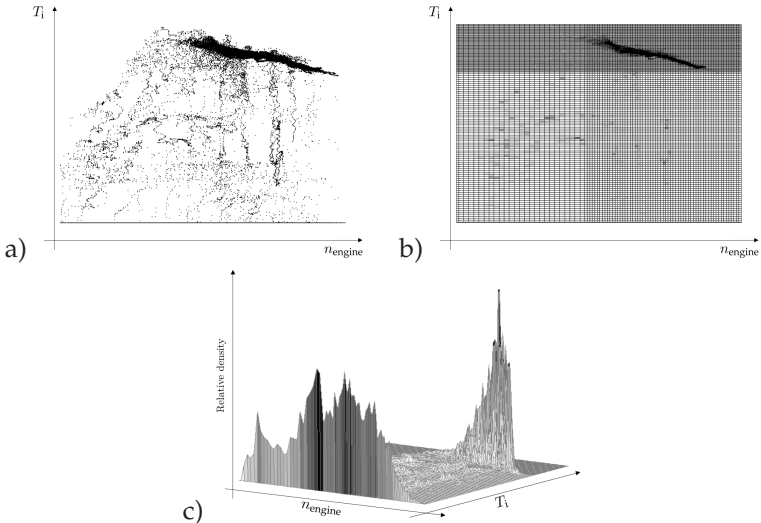 T_i
n_engine
a)
T_i
n_engine
b)
Relative density
n_engine
T_i
c)